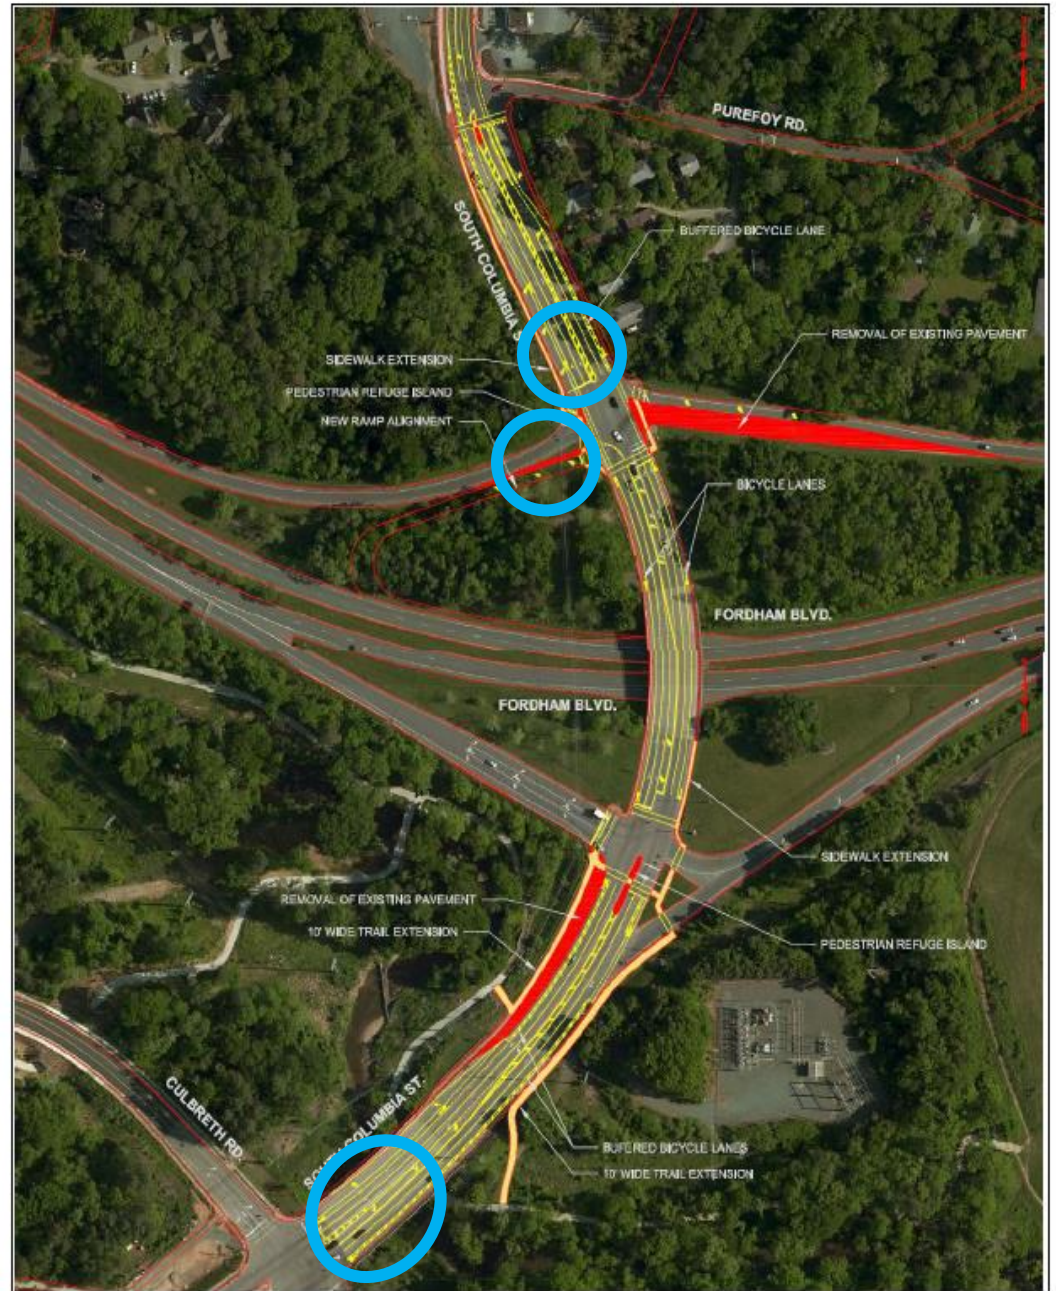 PUREFOY RD.
SOUTH COLUMBIA S
BUFFERED BICYCLE LANE
REMOVAL OF EXISTING PAVEMENT
SIDEWALK EXTENSION
PEDESTRIAN REFUGE ISLAND
NEW RAMP ALIGNMENT
BICYCLE LANES
FORDHAM BLVD.
FORDHAM BLVD.
SIDEWALK EXTENSION
REMOVAL OF EXISTING PAVEMENT
10' WIDE TRAIL EXTENSION
PEDESTRIAN REFUGE ISLAND
CULBRETH RD.
SOUTH COLUMBIA ST.
BUFERED BICYCLE LANES
10' WIDE TRAIL EXTENSION